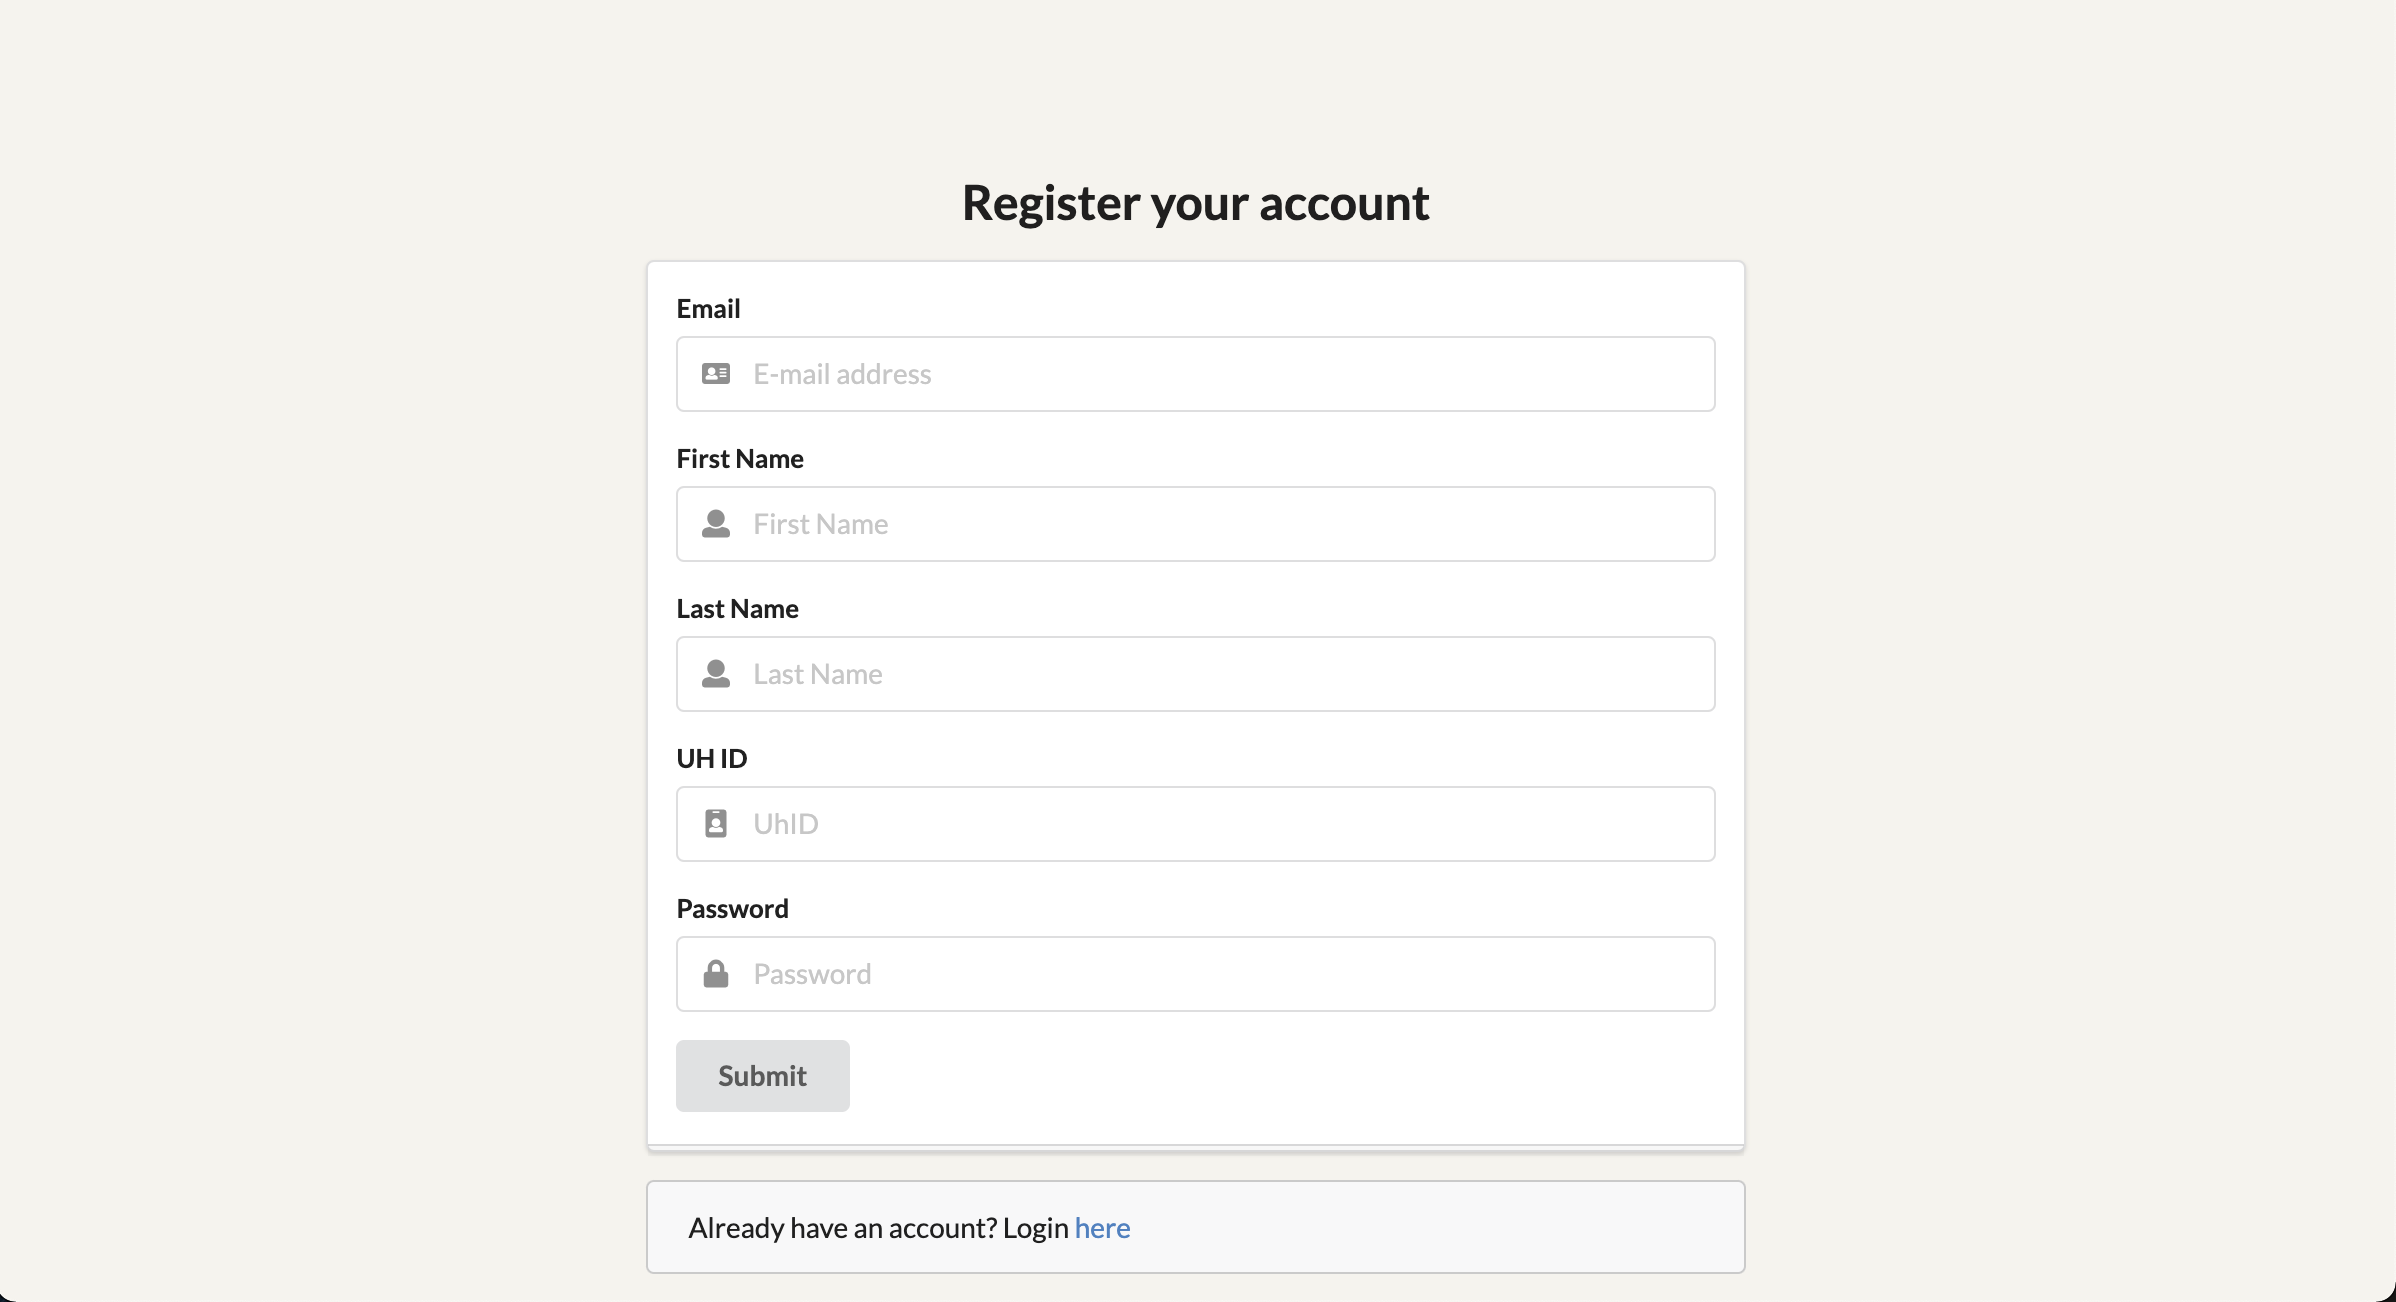 Register your account
Email
E-mail address
First Name
First Name
Last Name
Last Name
UH ID
UhID
Password
Password
Submit
Already have an account? Login here